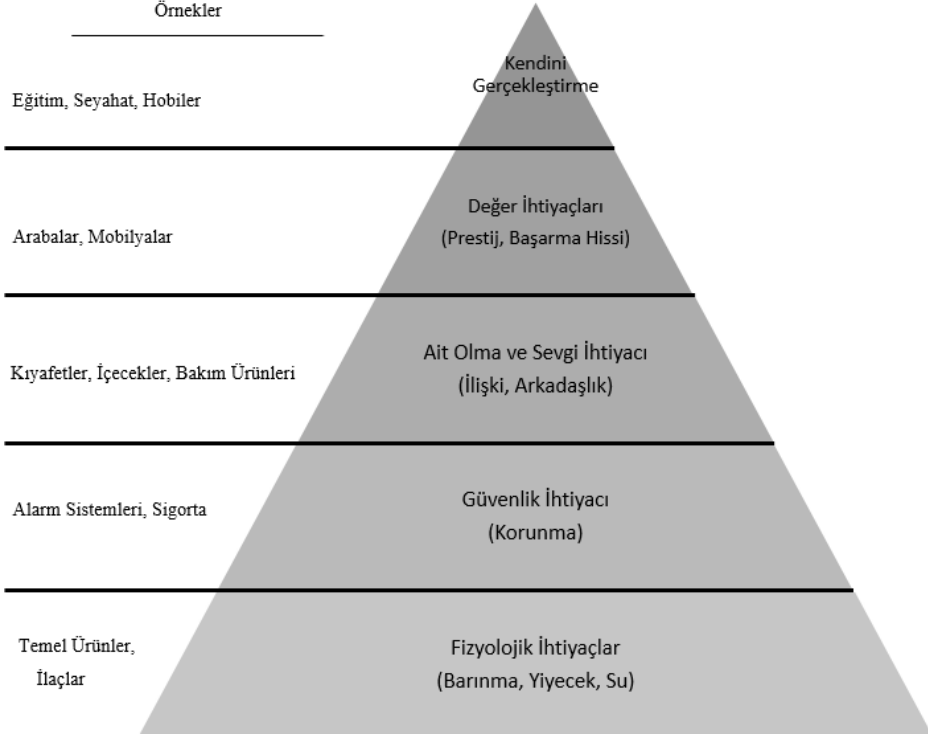 Örnekler
Kendini
Gerçekleştirme
Eğitim, Seyahat, Hobiler
Değer İhtiyaçları
Arabalar, Mobilyalar
(Prestij, Başarma Hissi)
Ait Olma ve Sevgi İhtiyacı
Kıyafetler, İçecekler, Bakım Ürünleri
(İlişki, Arkadaşlık)
Güvenlik İhtiyacı
Alarm Sistemleri, Sigorta
(Korunma)
Temel Ürünler,
İlaçlar
Fizyolojik İhtiyaçlar
(Barınma, Yiyecek, Su)